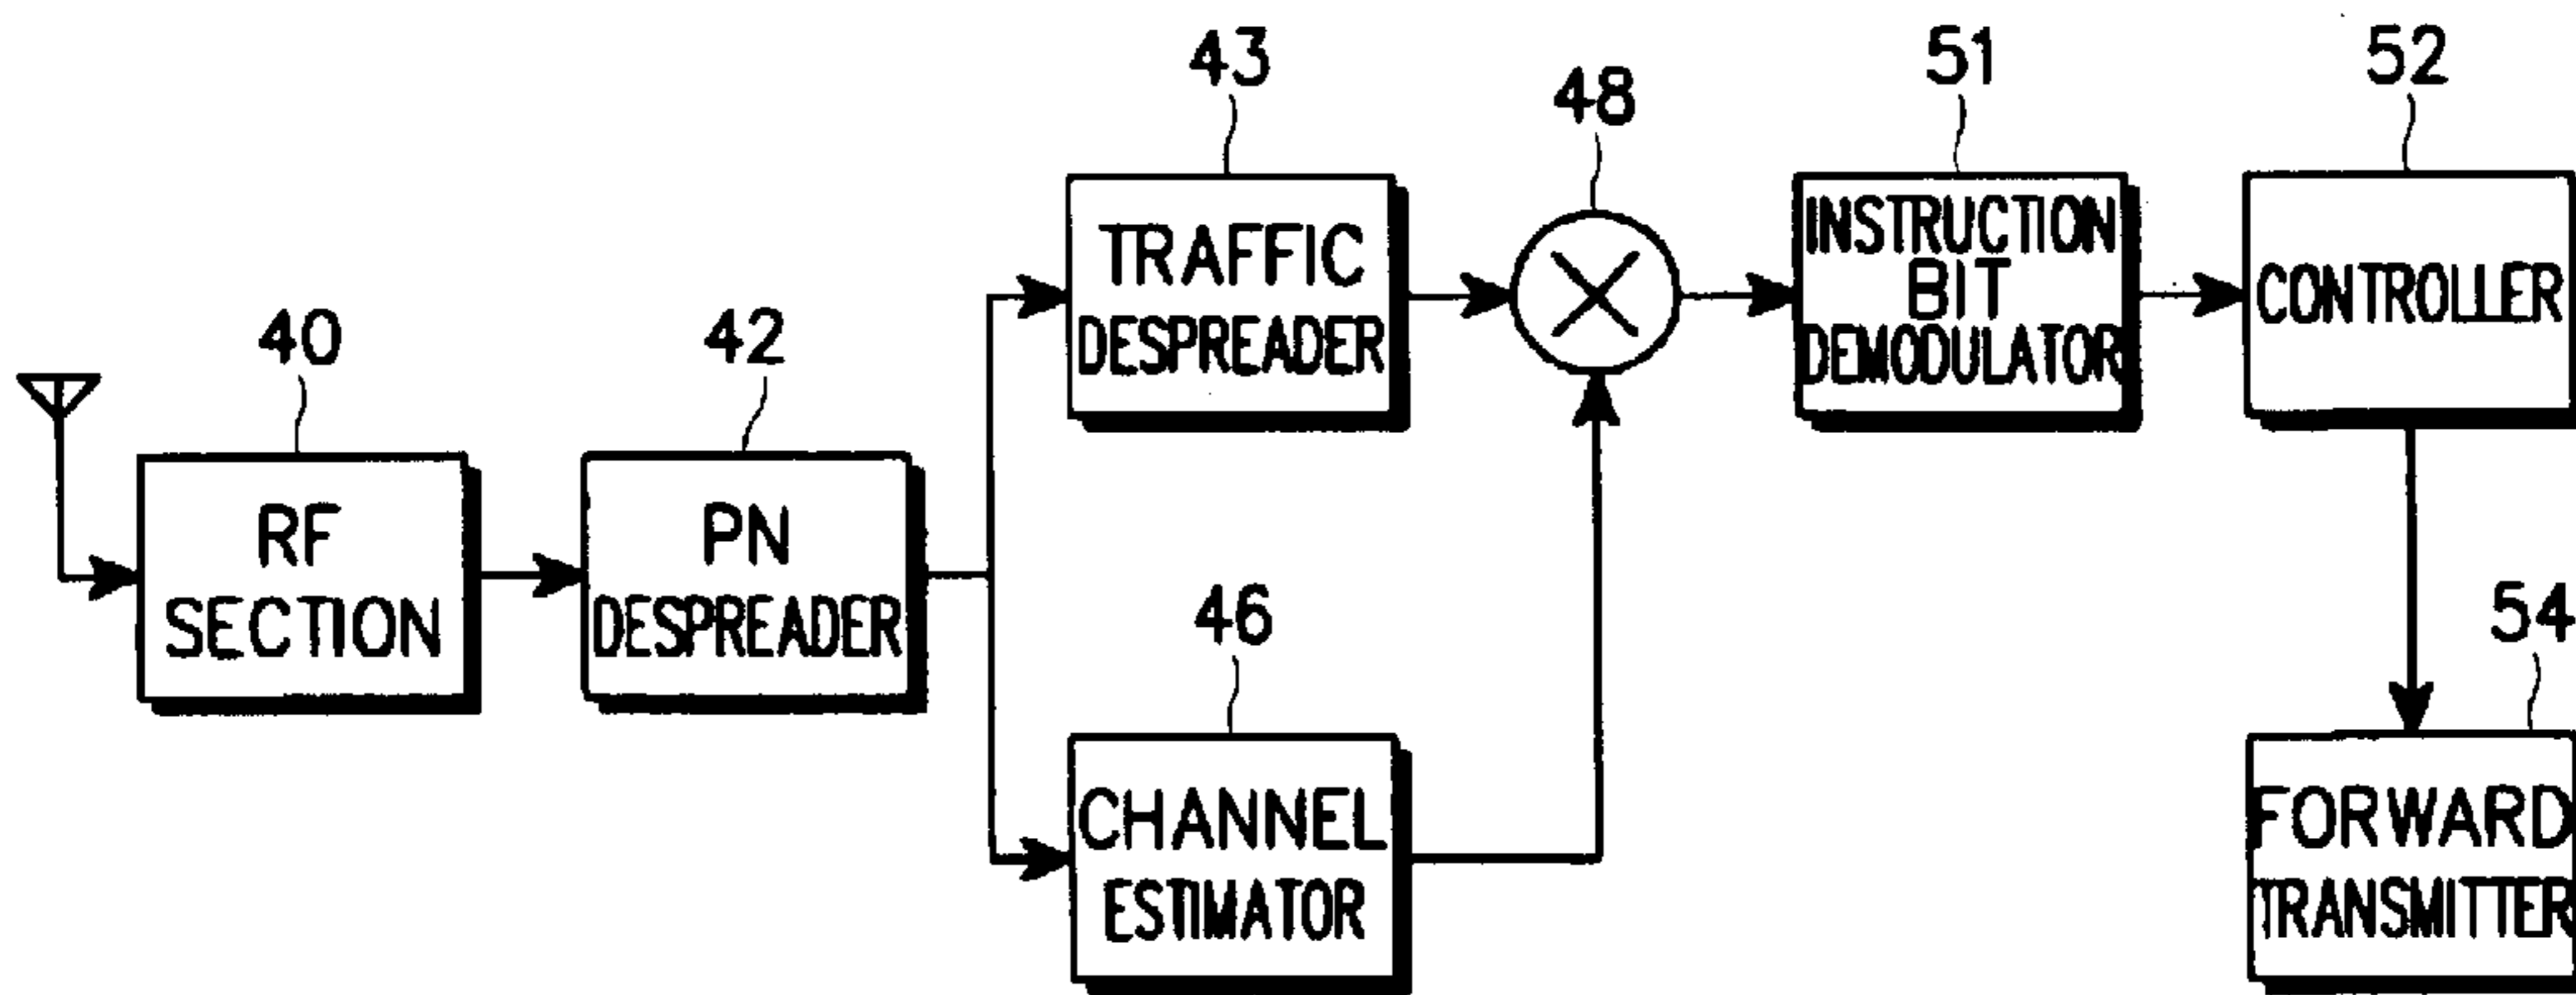 40
RF
SECTION
42
PN
DESPREADER
43
TRAFFIC
DESPREADER
46
CHANNEL
ESTIMATOR
48
51
INSTRUCTION
BIT
DEMODULATOR
52
CONTROLLER
54
FORWARD
TRANSMITTER